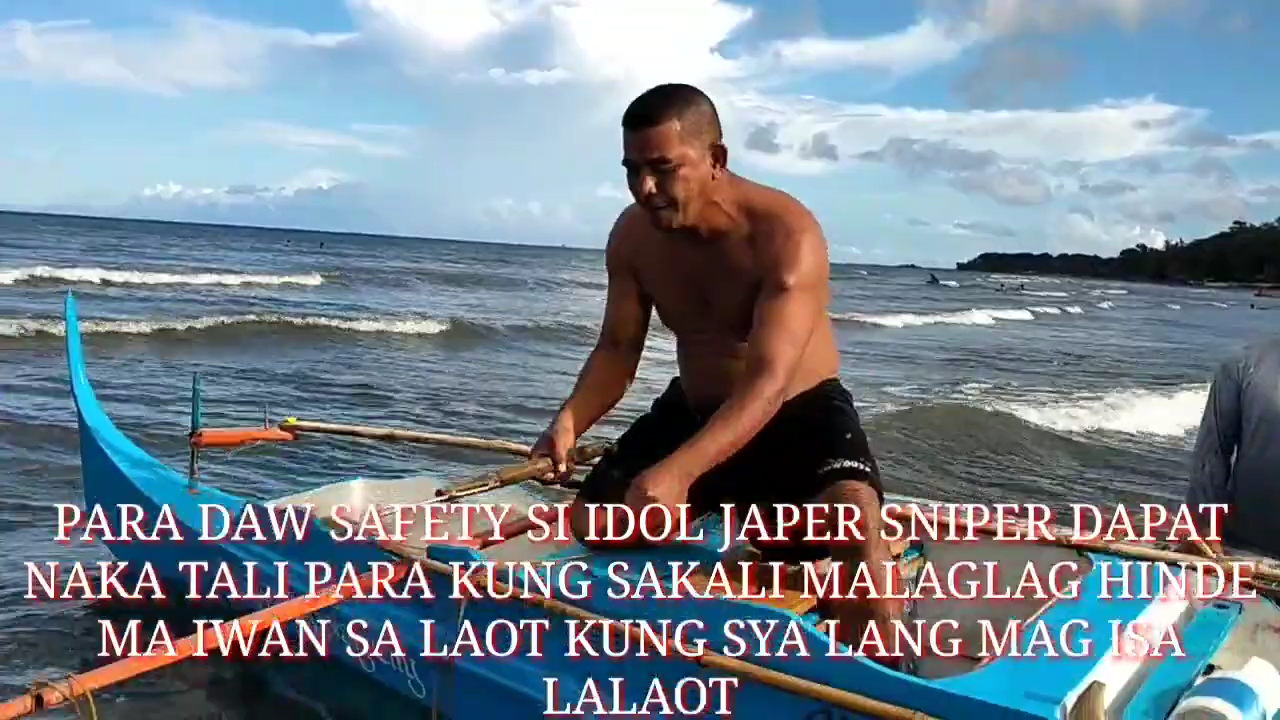 PARA DAW SAFETY SI IDOL JAPER SNIPER DAPAT
NAKA TALI PARA KUNG SAKALI MALAGLAG HINDE
MA IWAN SA LAOT KUNG SYA LANG MAG ISA
LALAOT